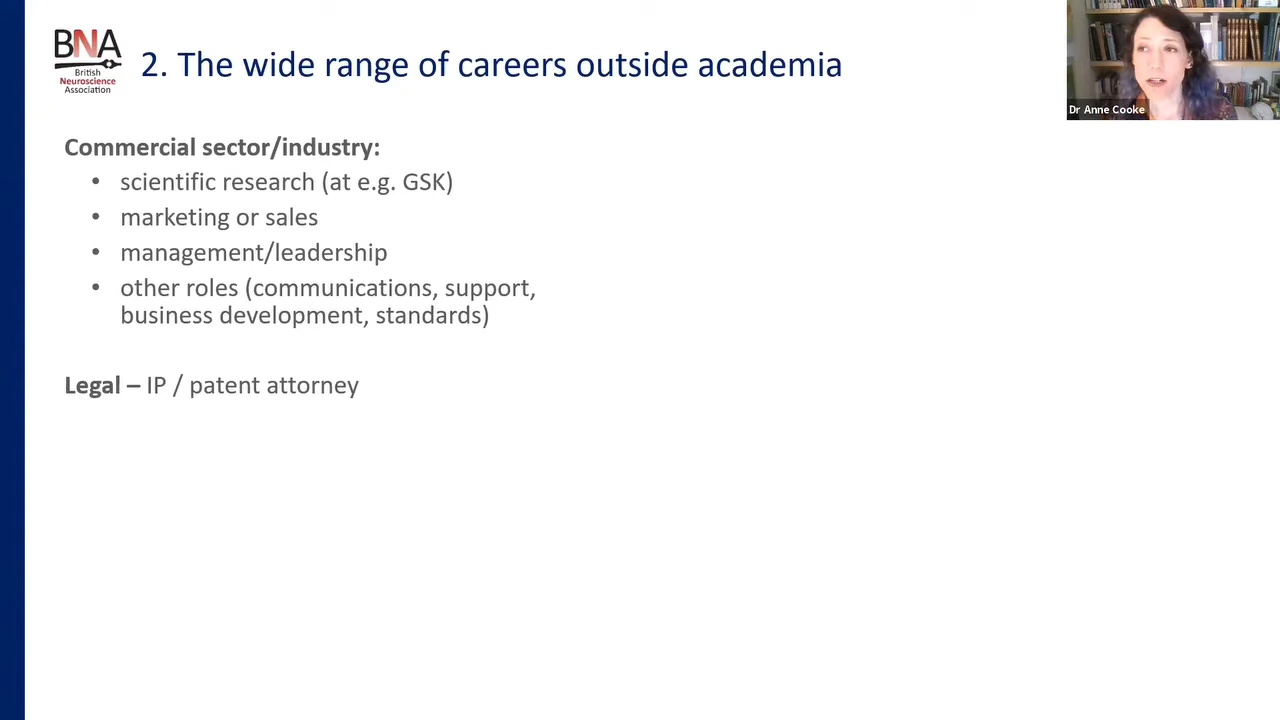 BNA
British
Neuroscience
Association
2. The wide range of careers outside academia
Dr Anne Cooke
Commercial sector/industry:
• scientific research (at e.g. GSK)
• marketing or sales
• management/leadership
• other roles (communications, support,
business development, standards)
Legal – IP / patent attorney